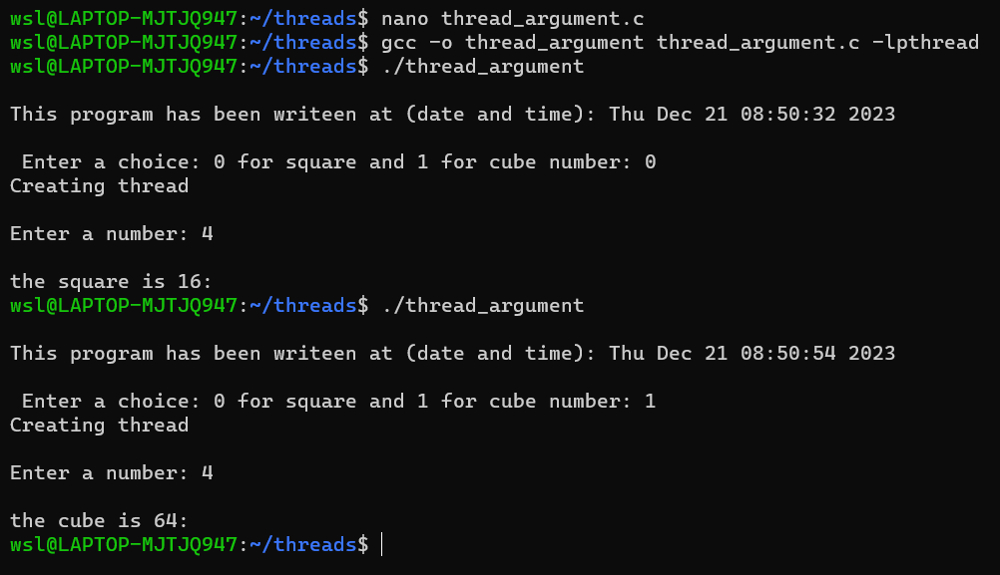 wsl@LAPTOP-MJTJQ947:~/threads$ nano thread_argument.c
wsl@LAPTOP-MJTJQ947:~/threads$ gcc -o thread_argument thread_argument.c -lpthread
wsl@LAPTOP-MJTJQ947:~/threads$ ./thread_argument
This program has been writeen at (date and time): Thu Dec 21 08:50:32 2023
Enter a choice: 0 for square and 1 for cube number: 0
Creating thread
Enter a number: 4
the square is 16:
wsl@LAPTOP-MJTJQ947:~/threads$ ./thread_argument
This program has been writeen at (date and time): Thu Dec 21 08:50:54 2023
Enter a choice: 0 for square and 1 for cube number: 1
Creating thread
Enter a number: 4
the cube is 64:
wsl@LAPTOP-MJTJQ947:~/threads$